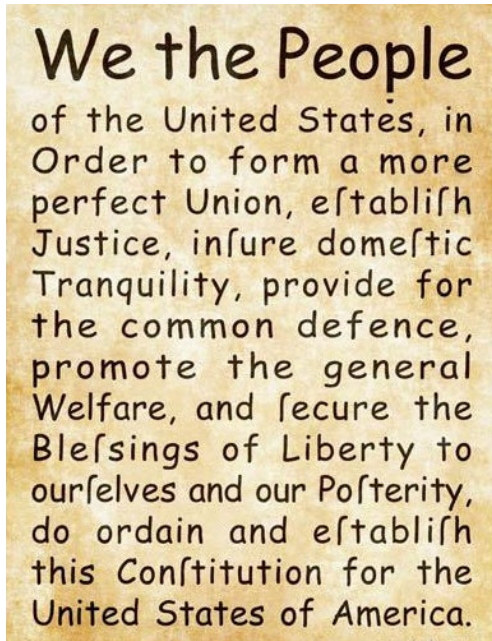 We the People
of the United States, in
Order to form a more
perfect Union, eſtabliſh
Justice, inſure domeſtic
Tranquility, provide for
the common defence,
promote the general
Welfare, and ſecure the
Bleſsings of Liberty to
ourſelves and our Poſterity,
do ordain and eſtabliſh
this Conſtitution for the
United States of America.